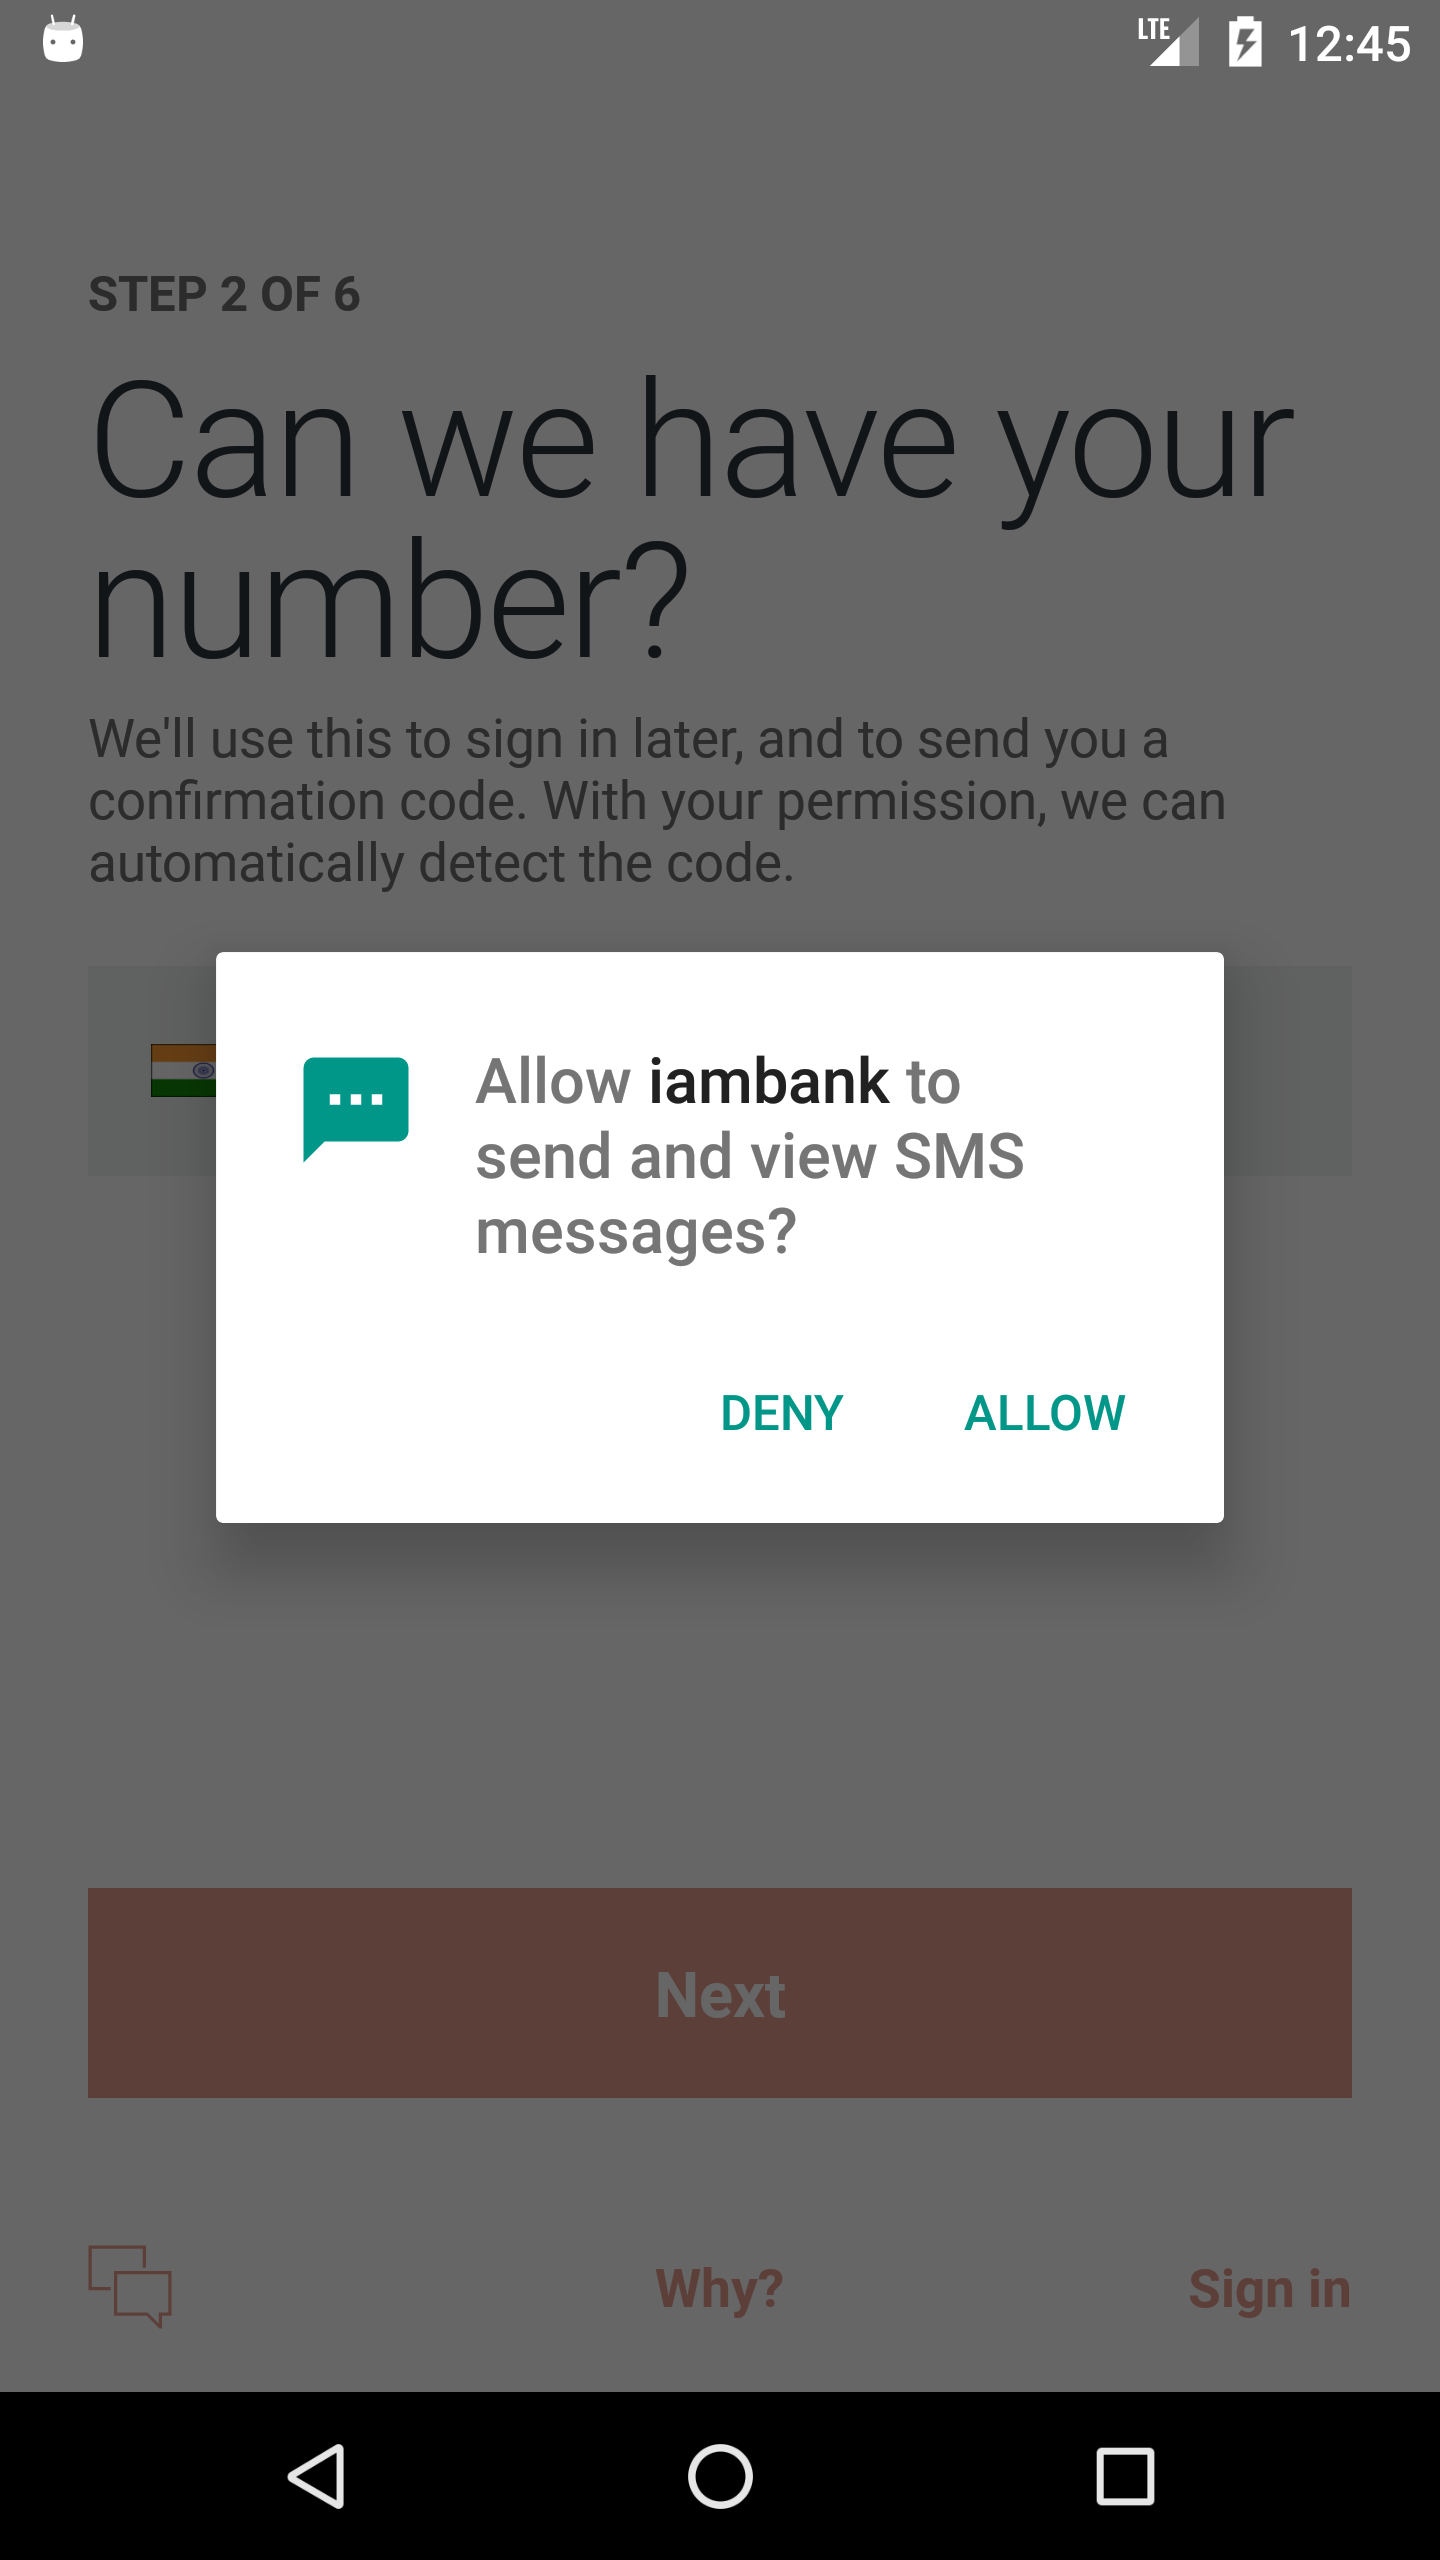 LTE 12:45
STEP 2 OF 6
Can we have your
number?
We'll use this to sign in later, and to send you a
confirmation code. With your permission, we can
automatically detect the code.
Allow iambank to
send and view SMS
messages?
DENY ALLOW
Next
Why? Sign in